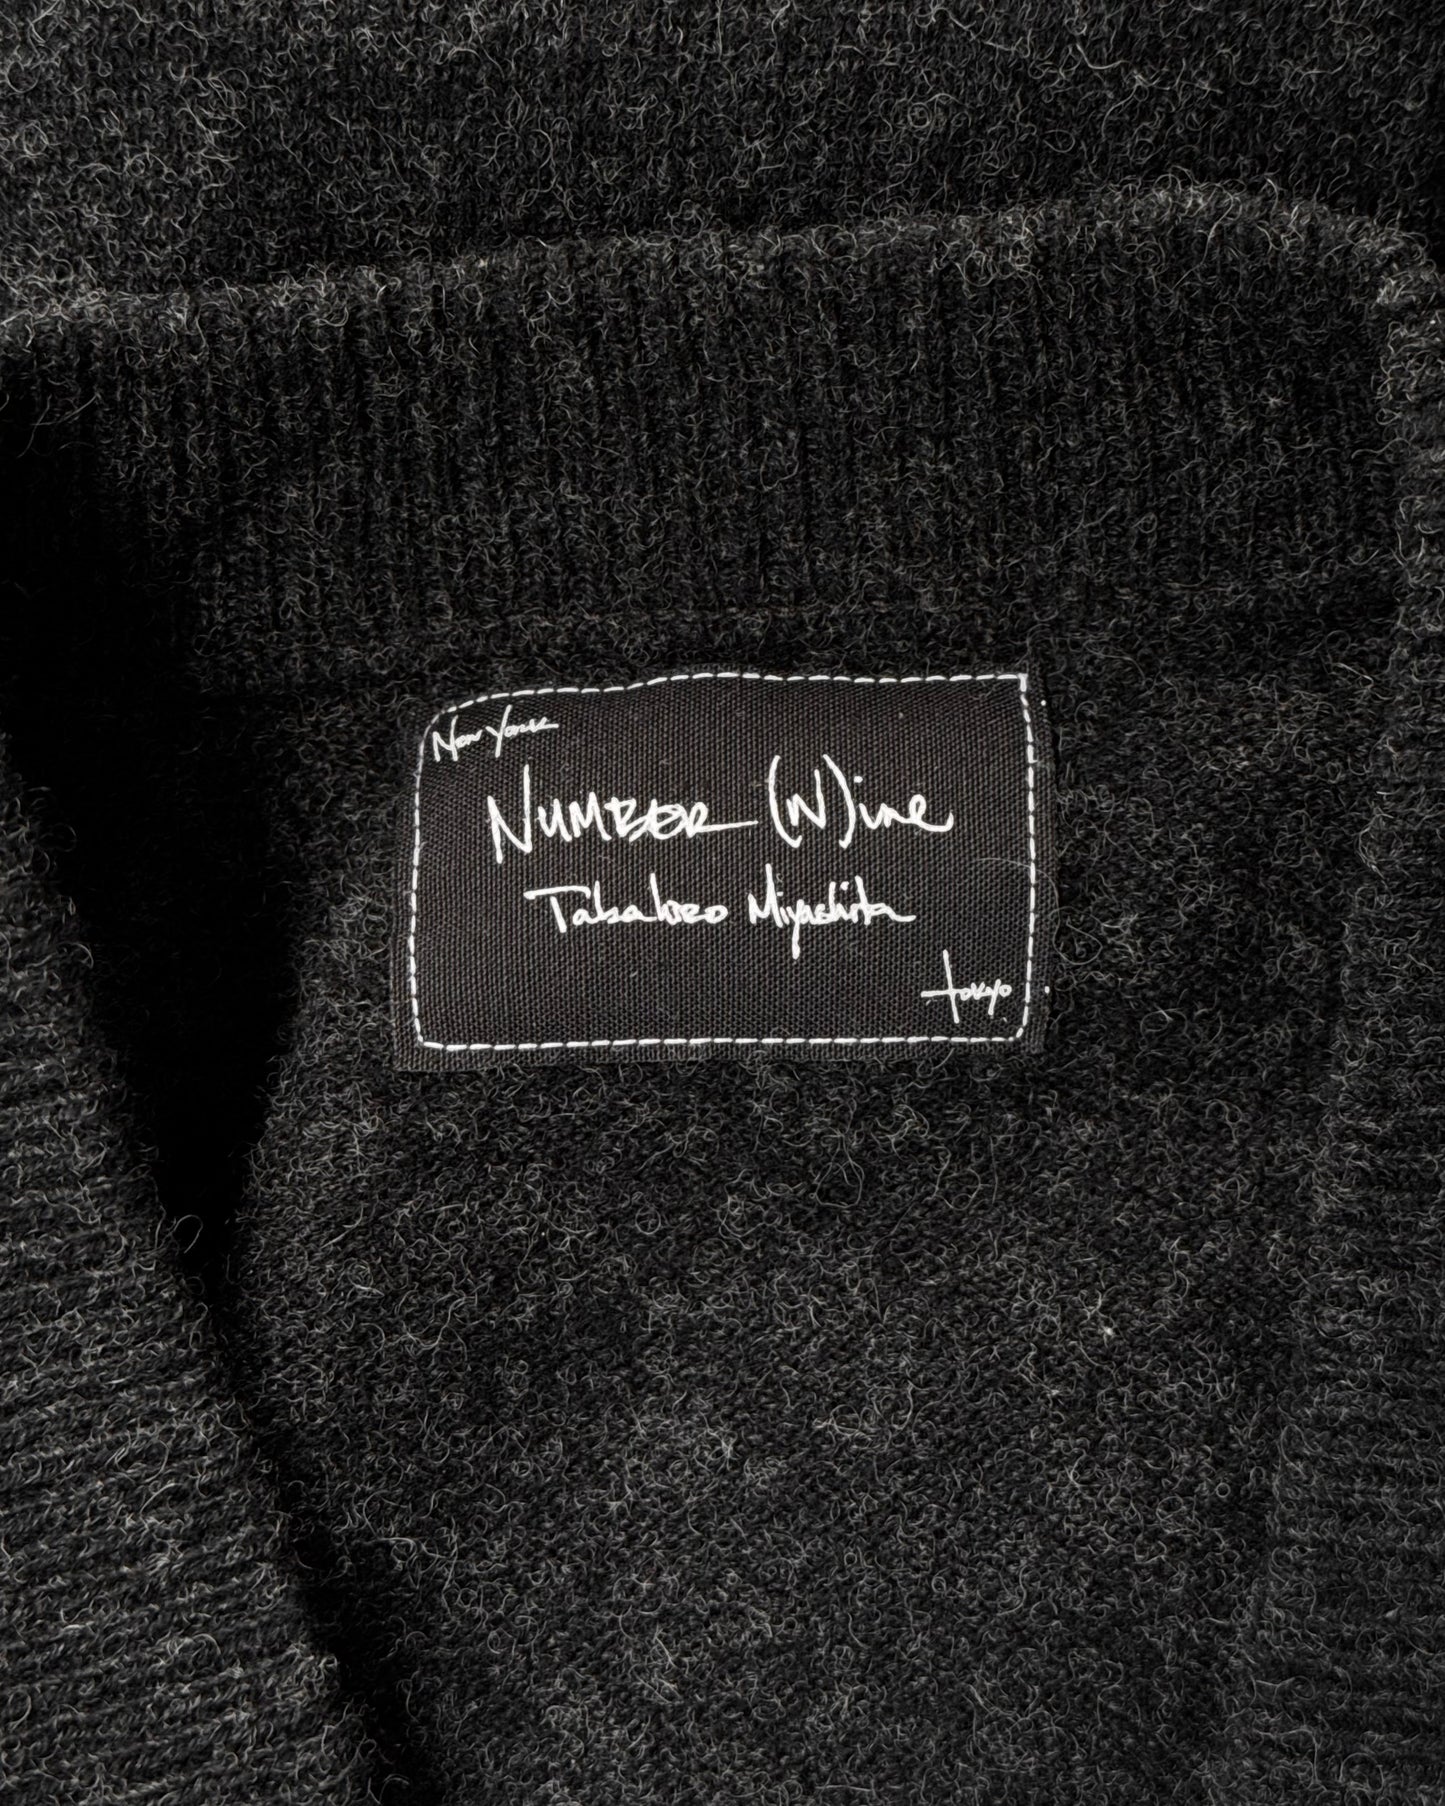 New York
NUMBER (N)ine
Takahiro Miyashita
tokyo.